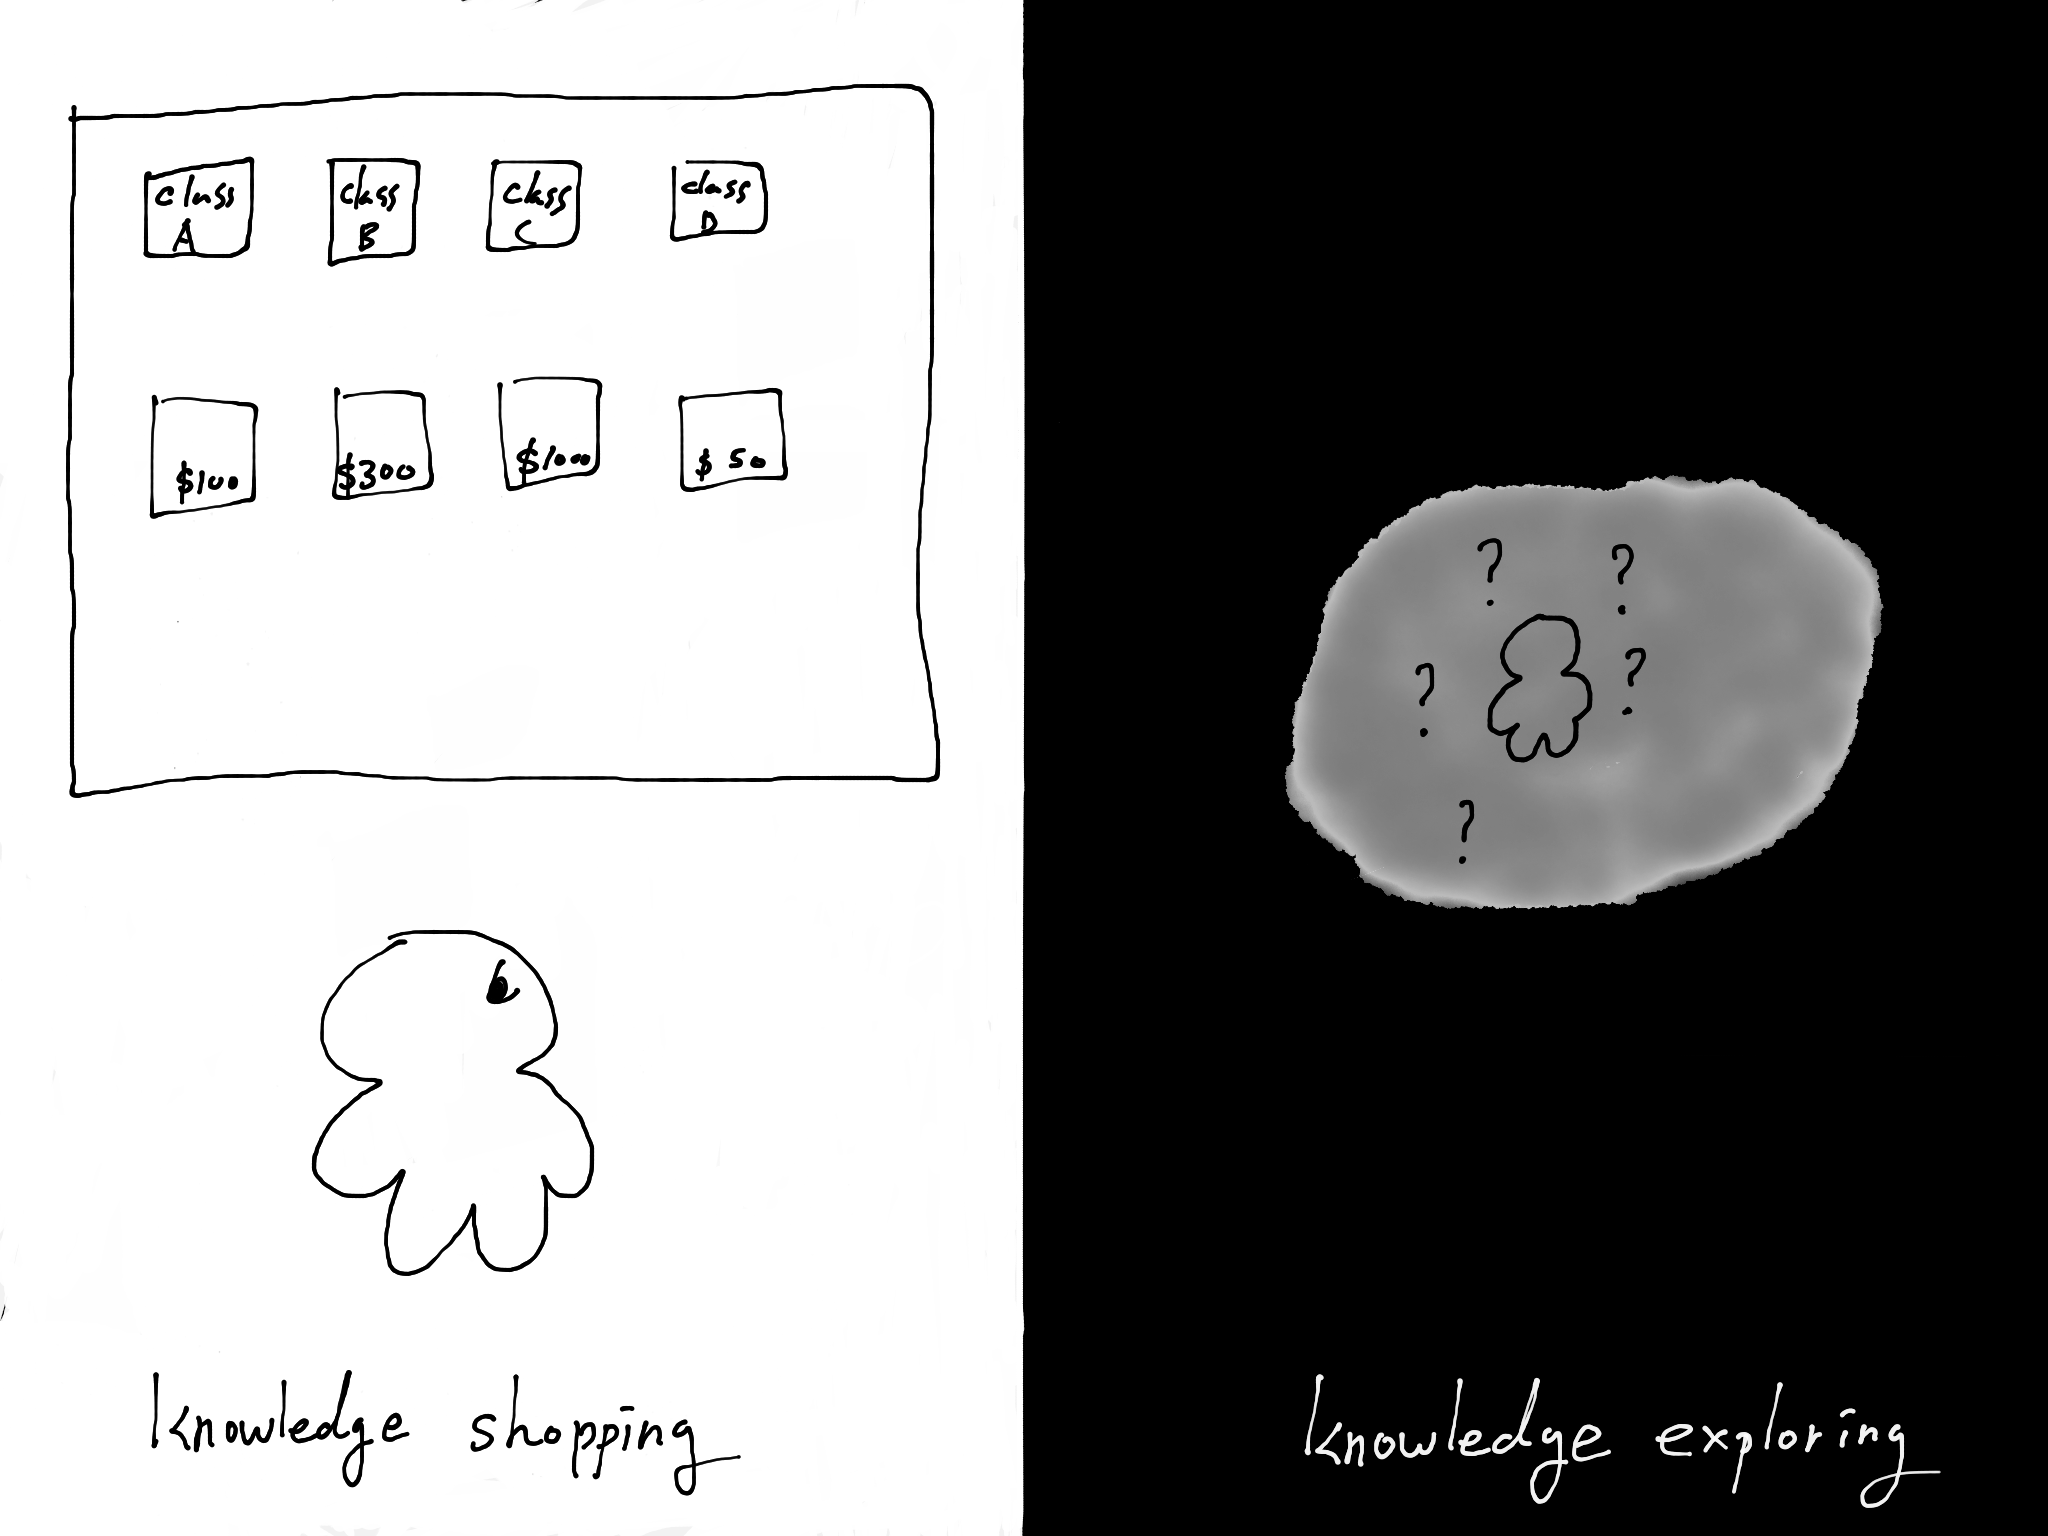 class
A
class
B
class
C
class
D
$100
$300
$1000
$50
?
?
?
?
?
knowledge shopping
knowledge exploring